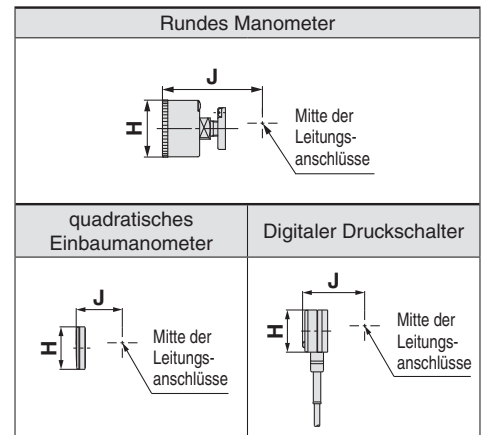 Rundes Manometer
J
H
Mitte der
Leitungs-
anschlüsse
quadratisches
Einbaumanometer
J
H
Mitte der
Leitungs-
anschlüsse
Digitaler Druckschalter
J
H
Mitte der
Leitungs-
anschlüsse